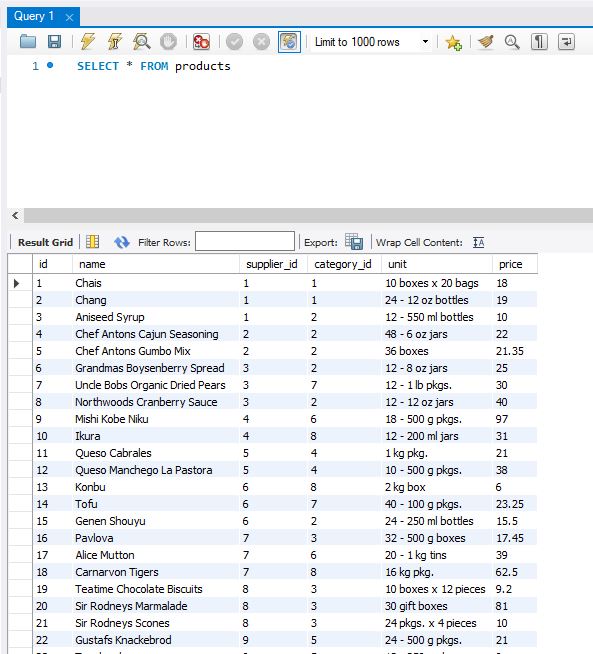 Query 1
Limit to 1000 rows
1 SELECT * FROM products
Result Grid Filter Rows: Export: Wrap Cell Content:
id name supplier_id category_id unit price
1 Chais 1 1 10 boxes x 20 bags 18
2 Chang 1 1 24 - 12 oz bottles 19
3 Aniseed Syrup 1 2 12 - 550 ml bottles 10
4 Chef Antons Cajun Seasoning 2 2 48 - 6 oz jars 22
5 Chef Antons Gumbo Mix 2 2 36 boxes 21.35
6 Grandmas Boysenberry Spread 3 2 12 - 8 oz jars 25
7 Uncle Bobs Organic Dried Pears 3 7 12 - 1 lb pkgs. 30
8 Northwoods Cranberry Sauce 3 2 12 - 12 oz jars 40
9 Mishi Kobe Niku 4 6 18 - 500 g pkgs. 97
10 Ikura 4 8 12 - 200 ml jars 31
11 Queso Cabrales 5 4 1 kg pkg. 21
12 Queso Manchego La Pastora 5 4 10 - 500 g pkgs. 38
13 Konbu 6 8 2 kg box 6
14 Tofu 6 7 40 - 100 g pkgs. 23.25
15 Genen Shouyu 6 2 24 - 250 ml bottles 15.5
16 Pavlova 7 3 32 - 500 g boxes 17.45
17 Alice Mutton 7 6 20 - 1 kg tins 39
18 Carnarvon Tigers 7 8 16 kg pkg. 62.5
19 Teatime Chocolate Biscuits 8 3 10 boxes x 12 pieces 9.2
20 Sir Rodneys Marmalade 8 3 30 gift boxes 81
21 Sir Rodneys Scones 8 3 24 pkgs. x 4 pieces 10
22 Gustafs Knackebrod 9 5 24 - 500 g pkgs. 21